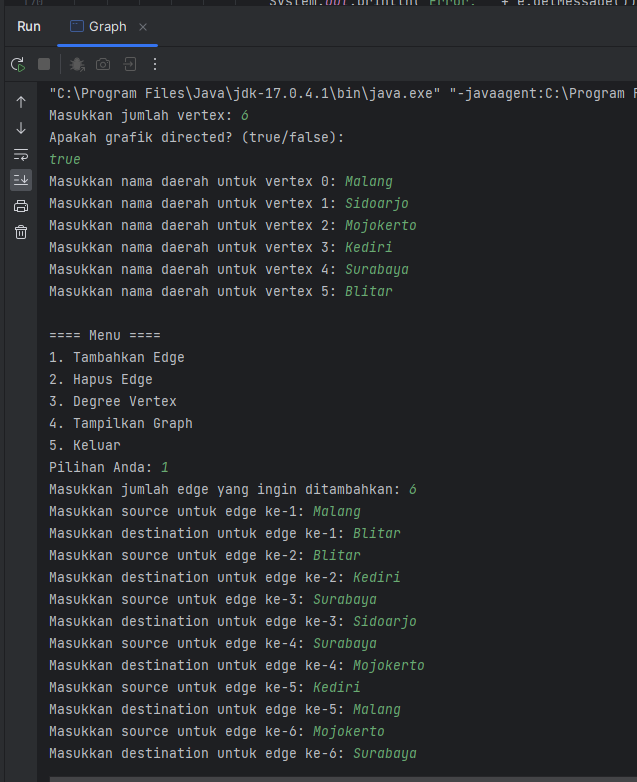 170 System.out.println("Error: " + e.getMessage())
Run Graph
"C:\Program Files\Java\jdk-17.0.4.1\bin\java.exe" "-javaagent:C:\Program F
Masukkan jumlah vertex: 6
Apakah grafik directed? (true/false):
true
Masukkan nama daerah untuk vertex 0: Malang
Masukkan nama daerah untuk vertex 1: Sidoarjo
Masukkan nama daerah untuk vertex 2: Mojokerto
Masukkan nama daerah untuk vertex 3: Kediri
Masukkan nama daerah untuk vertex 4: Surabaya
Masukkan nama daerah untuk vertex 5: Blitar
==== Menu ====
1. Tambahkan Edge
2. Hapus Edge
3. Degree Vertex
4. Tampilkan Graph
5. Keluar
Pilihan Anda: 1
Masukkan jumlah edge yang ingin ditambahkan: 6
Masukkan source untuk edge ke-1: Malang
Masukkan destination untuk edge ke-1: Blitar
Masukkan source untuk edge ke-2: Blitar
Masukkan destination untuk edge ke-2: Kediri
Masukkan source untuk edge ke-3: Surabaya
Masukkan destination untuk edge ke-3: Sidoarjo
Masukkan source untuk edge ke-4: Surabaya
Masukkan destination untuk edge ke-4: Mojokerto
Masukkan source untuk edge ke-5: Kediri
Masukkan destination untuk edge ke-5: Malang
Masukkan source untuk edge ke-6: Mojokerto
Masukkan destination untuk edge ke-6: Surabaya